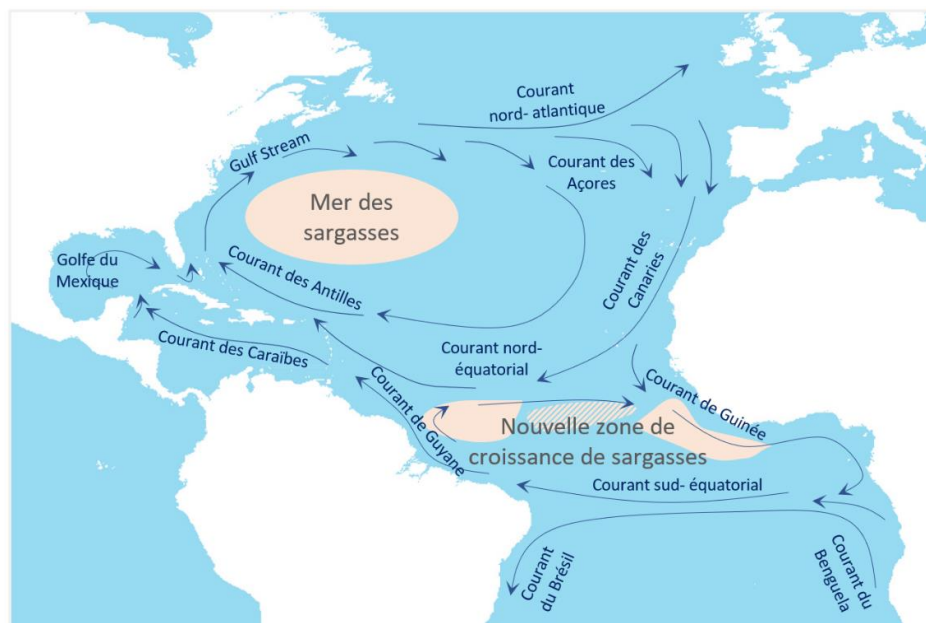 Courant
nord- atlantique
Gulf Stream
Courant des
Açores
Mer des
sargasses
Golfe du
Mexique
Courant des Antilles
Courant des
Canaries
Courant des Caraïbes
Courant nord-
équatorial
Courant de Guyane
Courant de Guinée
Nouvelle zone de
croissance de sargasses
Courant sud- équatorial
Courant
du Brésil
Courant du
Benguela